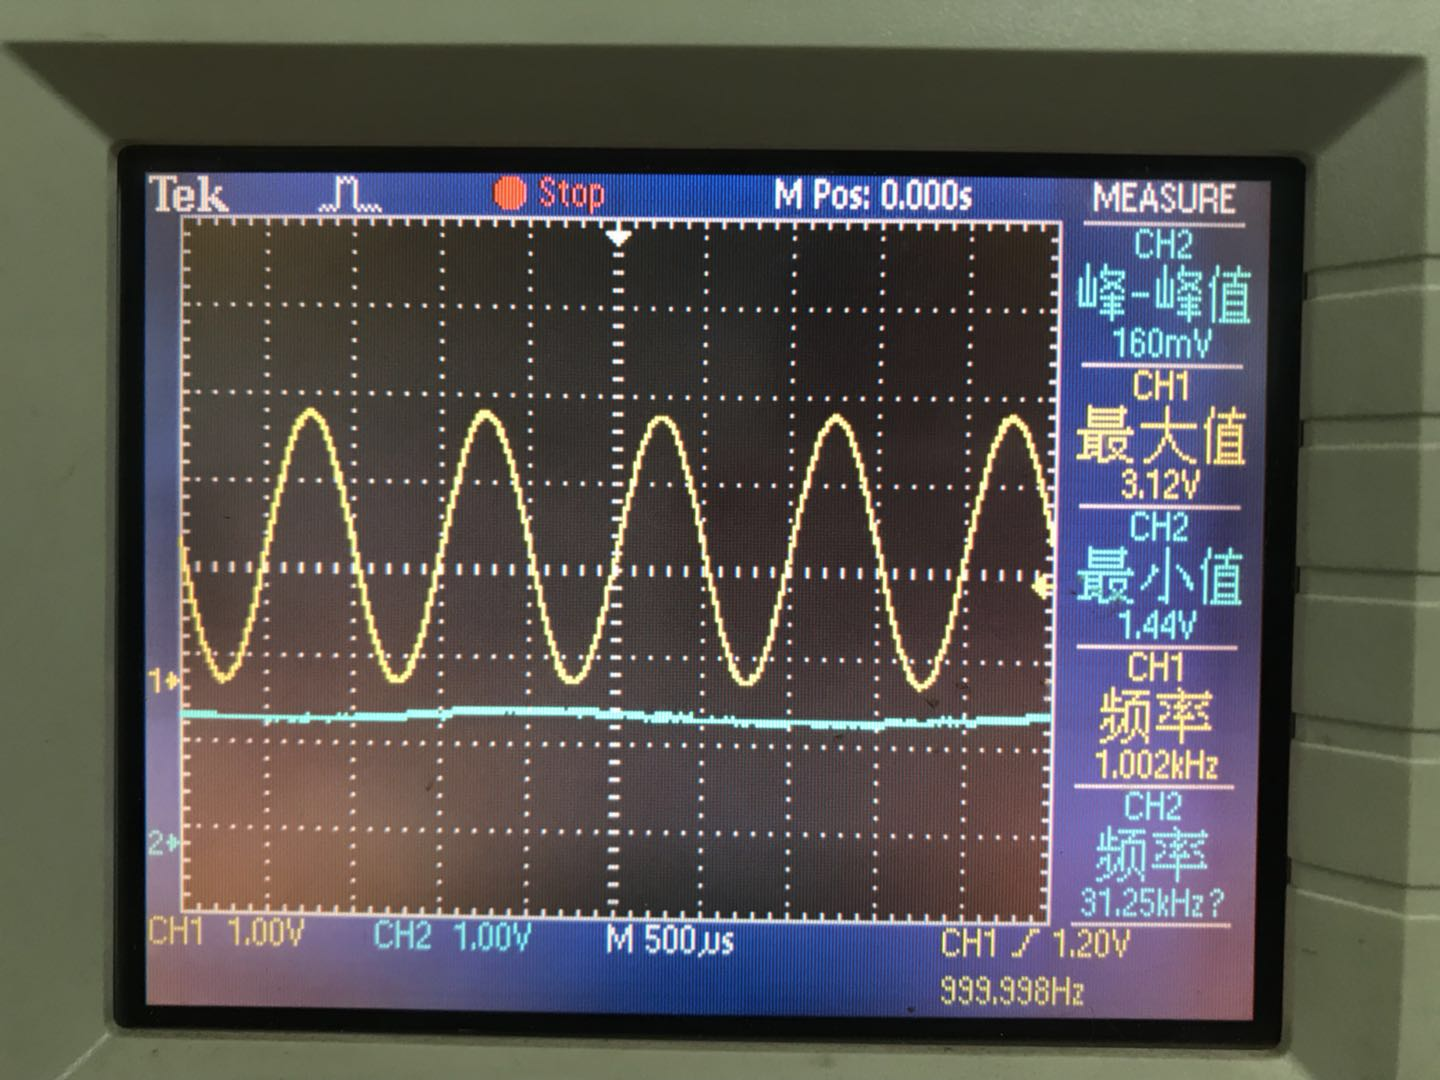 Tek Stop M Pos: 0.000s MEASURE
CH2
峰-峰值
160mV
CH1
最大值
3.12V
CH2
最小值
1.44V
CH1
频率
1.002kHz
CH2
频率
31.25kHz?
1
2
CH1 1.00V CH2 1.00V M 500µs CH1 1.20V
999.998Hz